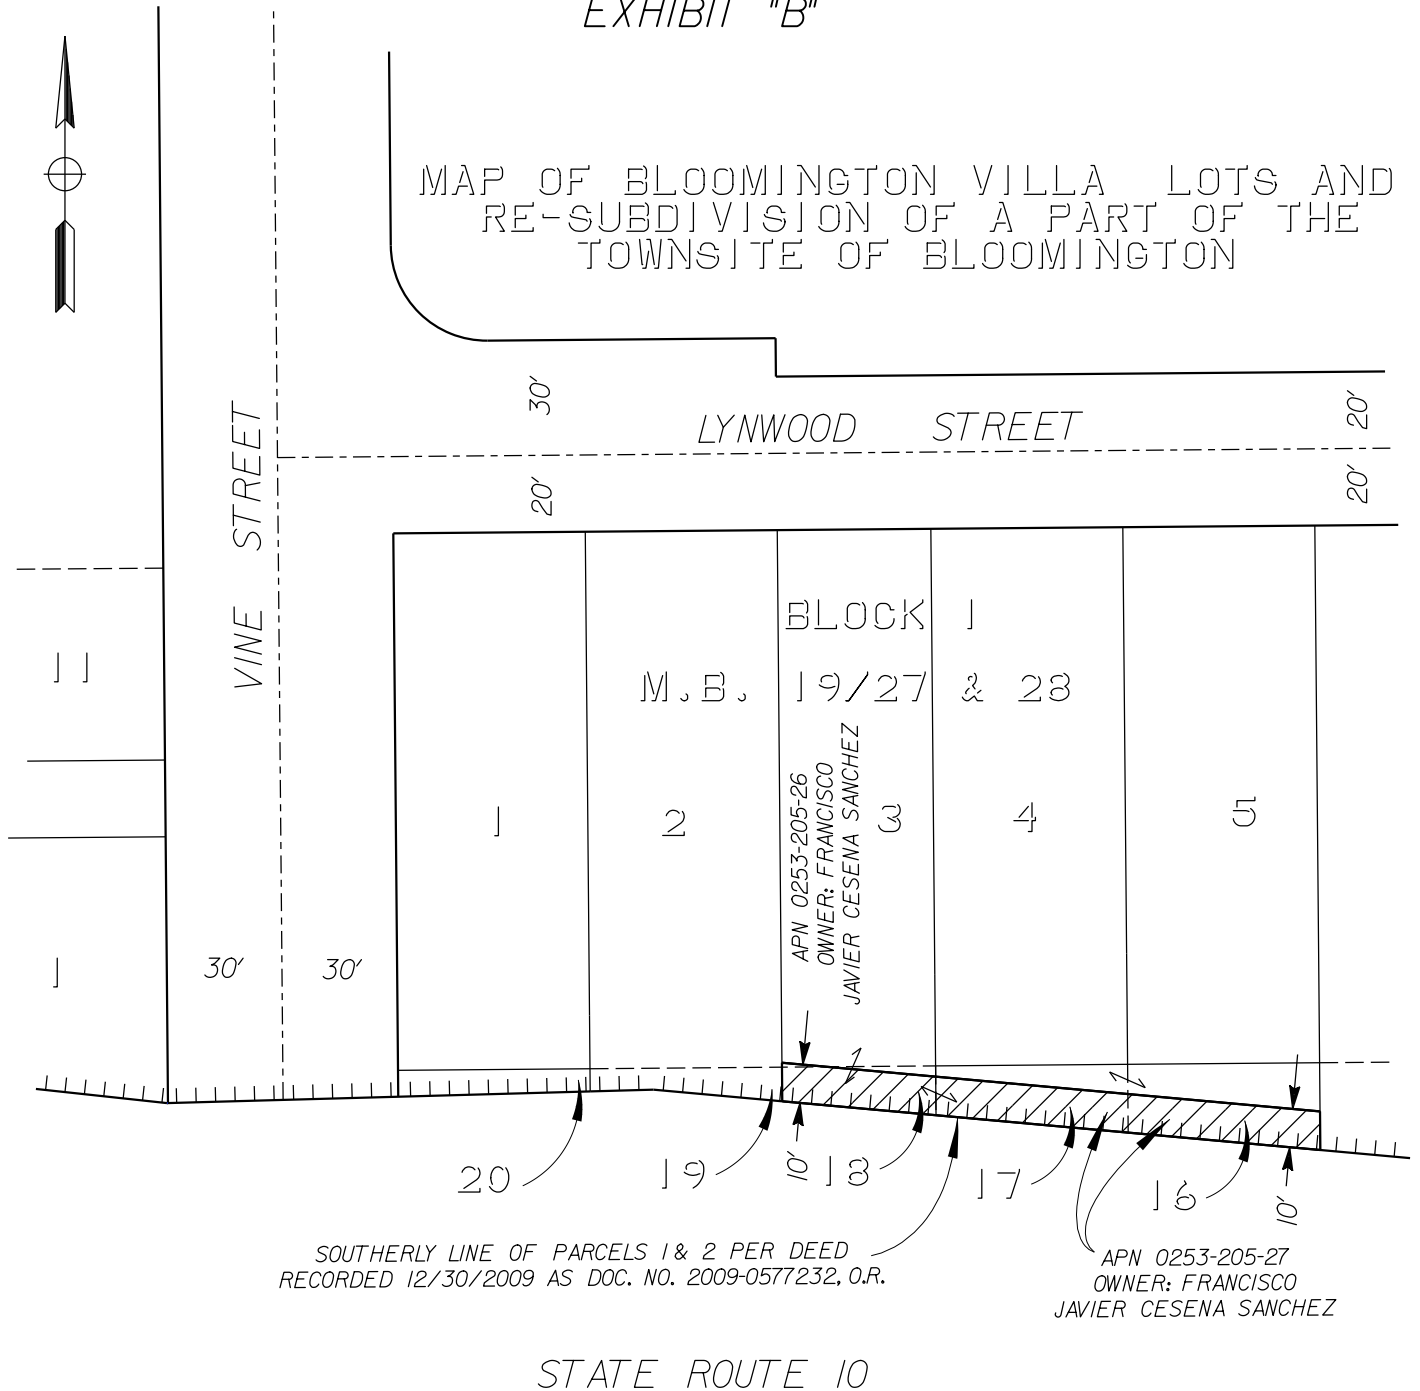 EXHIBIT "B"
MAP OF BLOOMINGTON VILLA LOTS AND
RE-SUBDIVISION OF A PART OF THE
TOWNSITE OF BLOOMINGTON
30'
20'
LYNWOOD STREET
20'
20'
VINE STREET
BLOCK 1
11
M.B. 19/27 & 28
APN 0253-205-26
OWNER: FRANCISCO
JAVIER CESENA SANCHEZ
1
2
3
4
5
1
30'
30'
20
19
10'
18
17
16
10'
SOUTHERLY LINE OF PARCELS 1 & 2 PER DEED
RECORDED 12/30/2009 AS DOC. NO. 2009-0577232, O.R.
APN 0253-205-27
OWNER: FRANCISCO
JAVIER CESENA SANCHEZ
STATE ROUTE 10